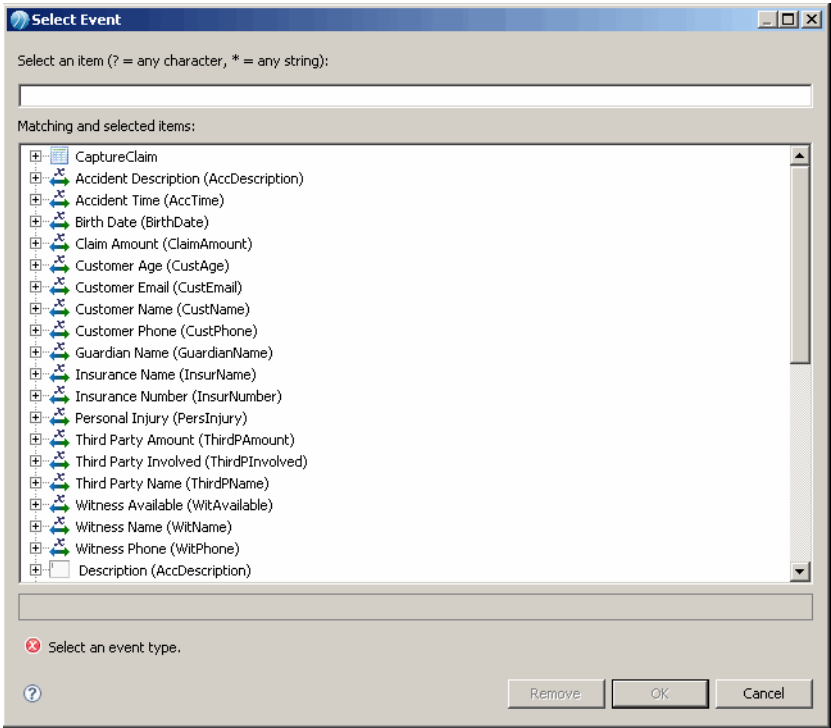 Select Event
Select an item (? = any character, * = any string):
Matching and selected items:
CaptureClaim
Accident Description (AccDescription)
Accident Time (AccTime)
Birth Date (BirthDate)
Claim Amount (ClaimAmount)
Customer Age (CustAge)
Customer Email (CustEmail)
Customer Name (CustName)
Customer Phone (CustPhone)
Guardian Name (GuardianName)
Insurance Name (InsurName)
Insurance Number (InsurNumber)
Personal Injury (PersInjury)
Third Party Amount (ThirdPAmount)
Third Party Involved (ThirdPInvolved)
Third Party Name (ThirdPName)
Witness Available (WitAvailable)
Witness Name (WitName)
Witness Phone (WitPhone)
Description (AccDescription)
Select an event type.
Remove OK Cancel